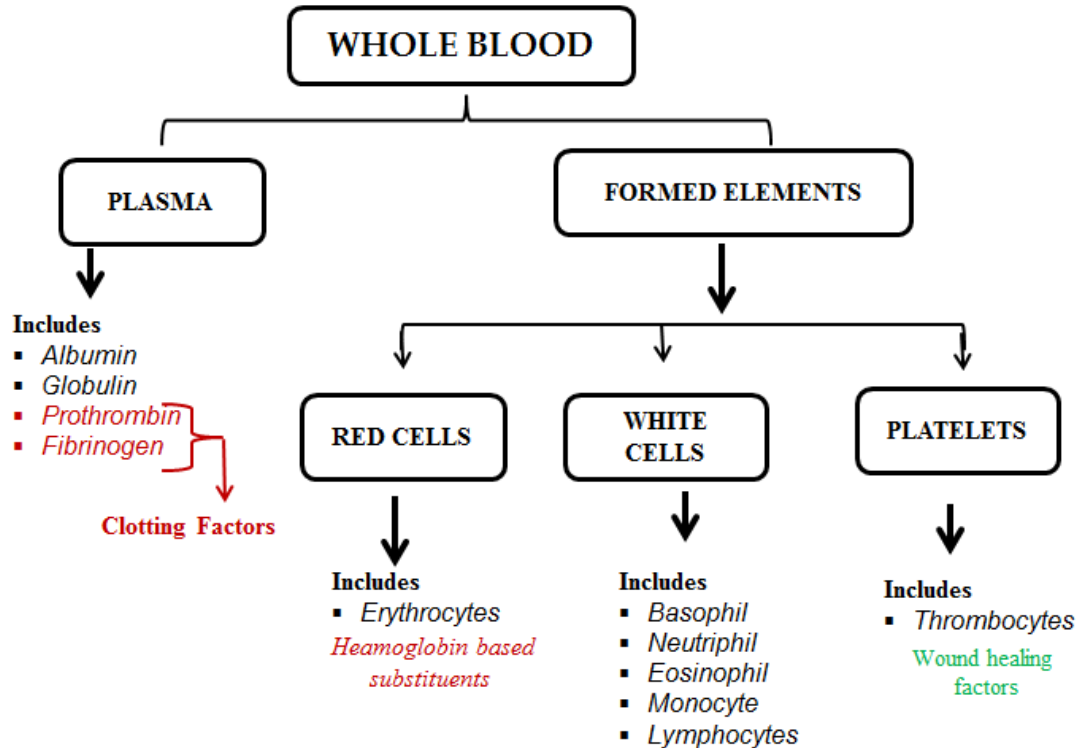 WHOLE BLOOD
PLASMA
FORMED ELEMENTS
Includes
▪ Albumin
▪ Globulin
▪ Prothrombin
▪ Fibrinogen
Clotting Factors
RED CELLS
WHITE
CELLS
PLATELETS
Includes
▪ Erythrocytes
Heamoglobin based
substituents
Includes
▪ Basophil
▪ Neutriphil
▪ Eosinophil
▪ Monocyte
▪ Lymphocytes
Includes
▪ Thrombocytes
Wound healing
factors